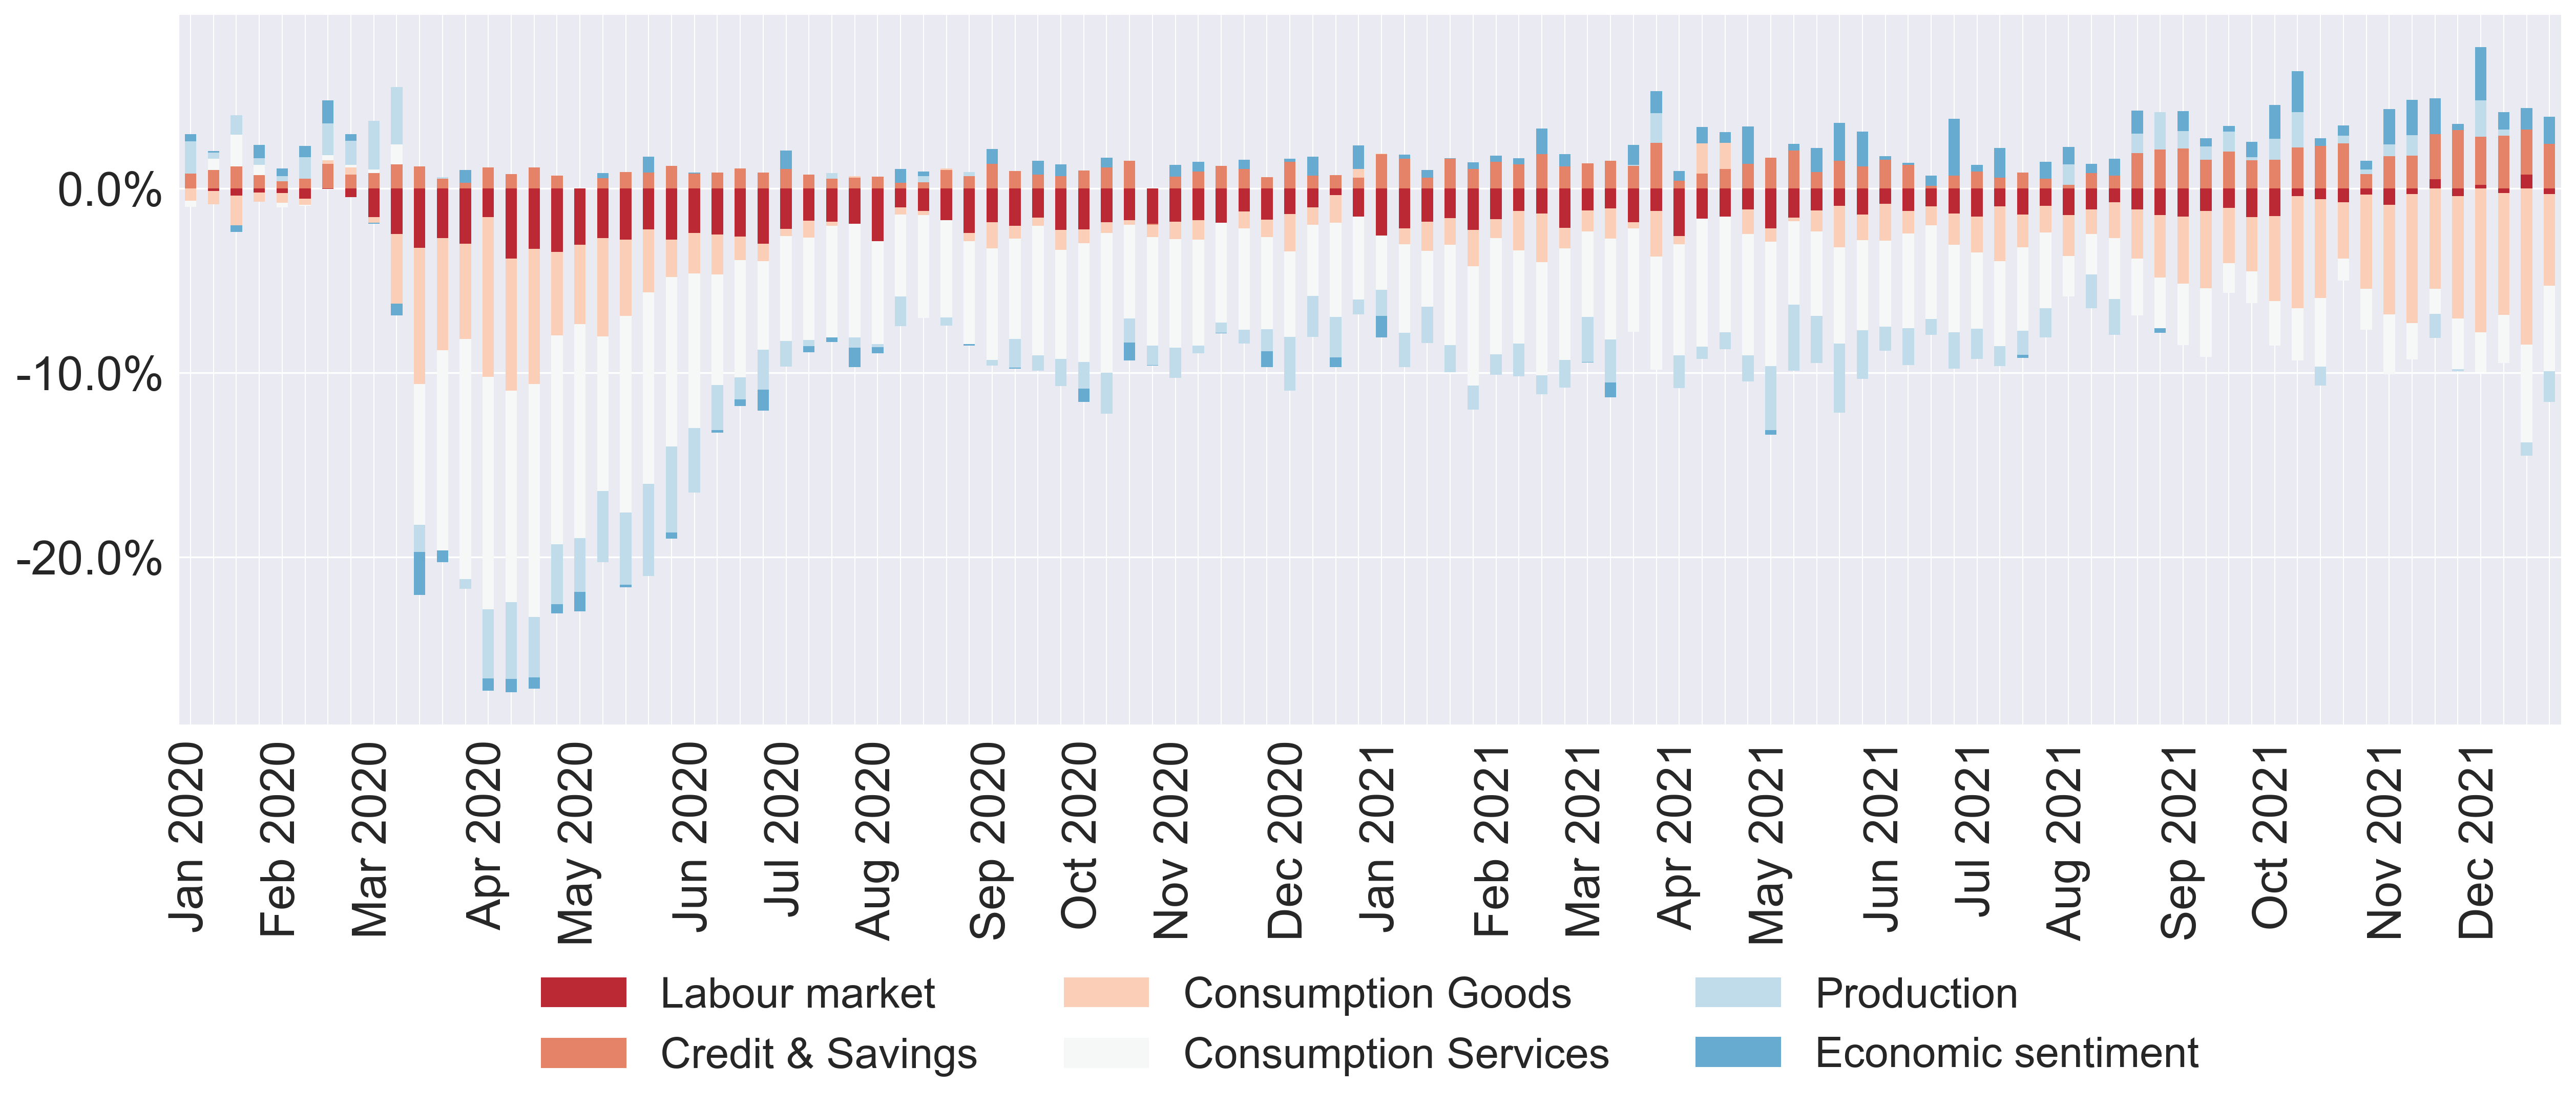 0.0%
-10.0%
-20.0%
Jan 2020
Feb 2020
Mar 2020
Apr 2020
May 2020
Jun 2020
Jul 2020
Aug 2020
Sep 2020
Oct 2020
Nov 2020
Dec 2020
Jan 2021
Feb 2021
Mar 2021
Apr 2021
May 2021
Jun 2021
Jul 2021
Aug 2021
Sep 2021
Oct 2021
Nov 2021
Dec 2021
Labour market
Consumption Goods
Production
Credit & Savings
Consumption Services
Economic sentiment